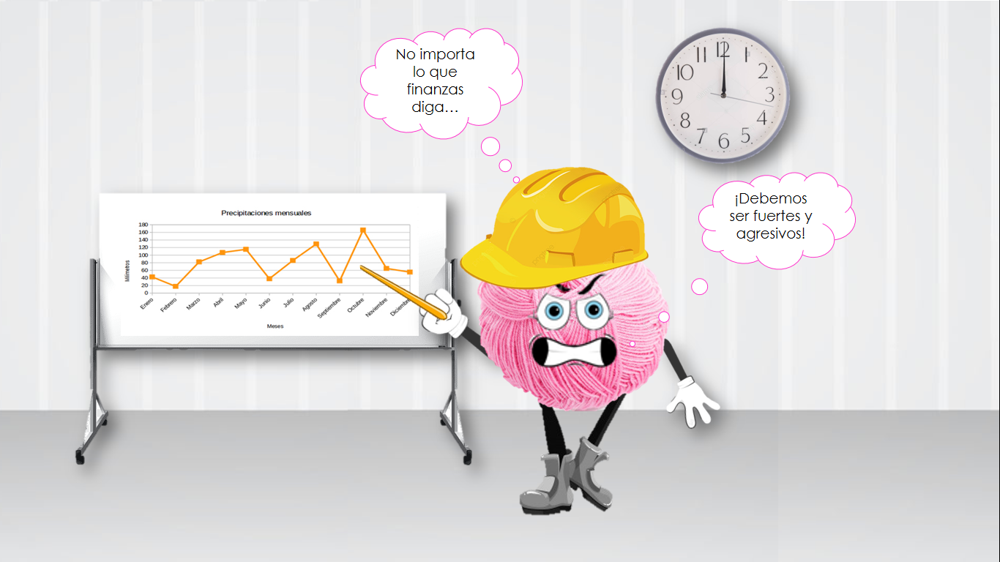 No importa
lo que
finanzas
diga…
¡Debemos
ser fuertes y
agresivos!
12
1
2
3
4
5
6
7
8
9
10
11
Precipitaciones mensuales
180
160
140
120
100
80
60
40
20
0
Milímetros
Enero
Febrero
Marzo
Abril
Mayo
Junio
Julio
Agosto
Septiembre
Octubre
Noviembre
Diciembre
Meses